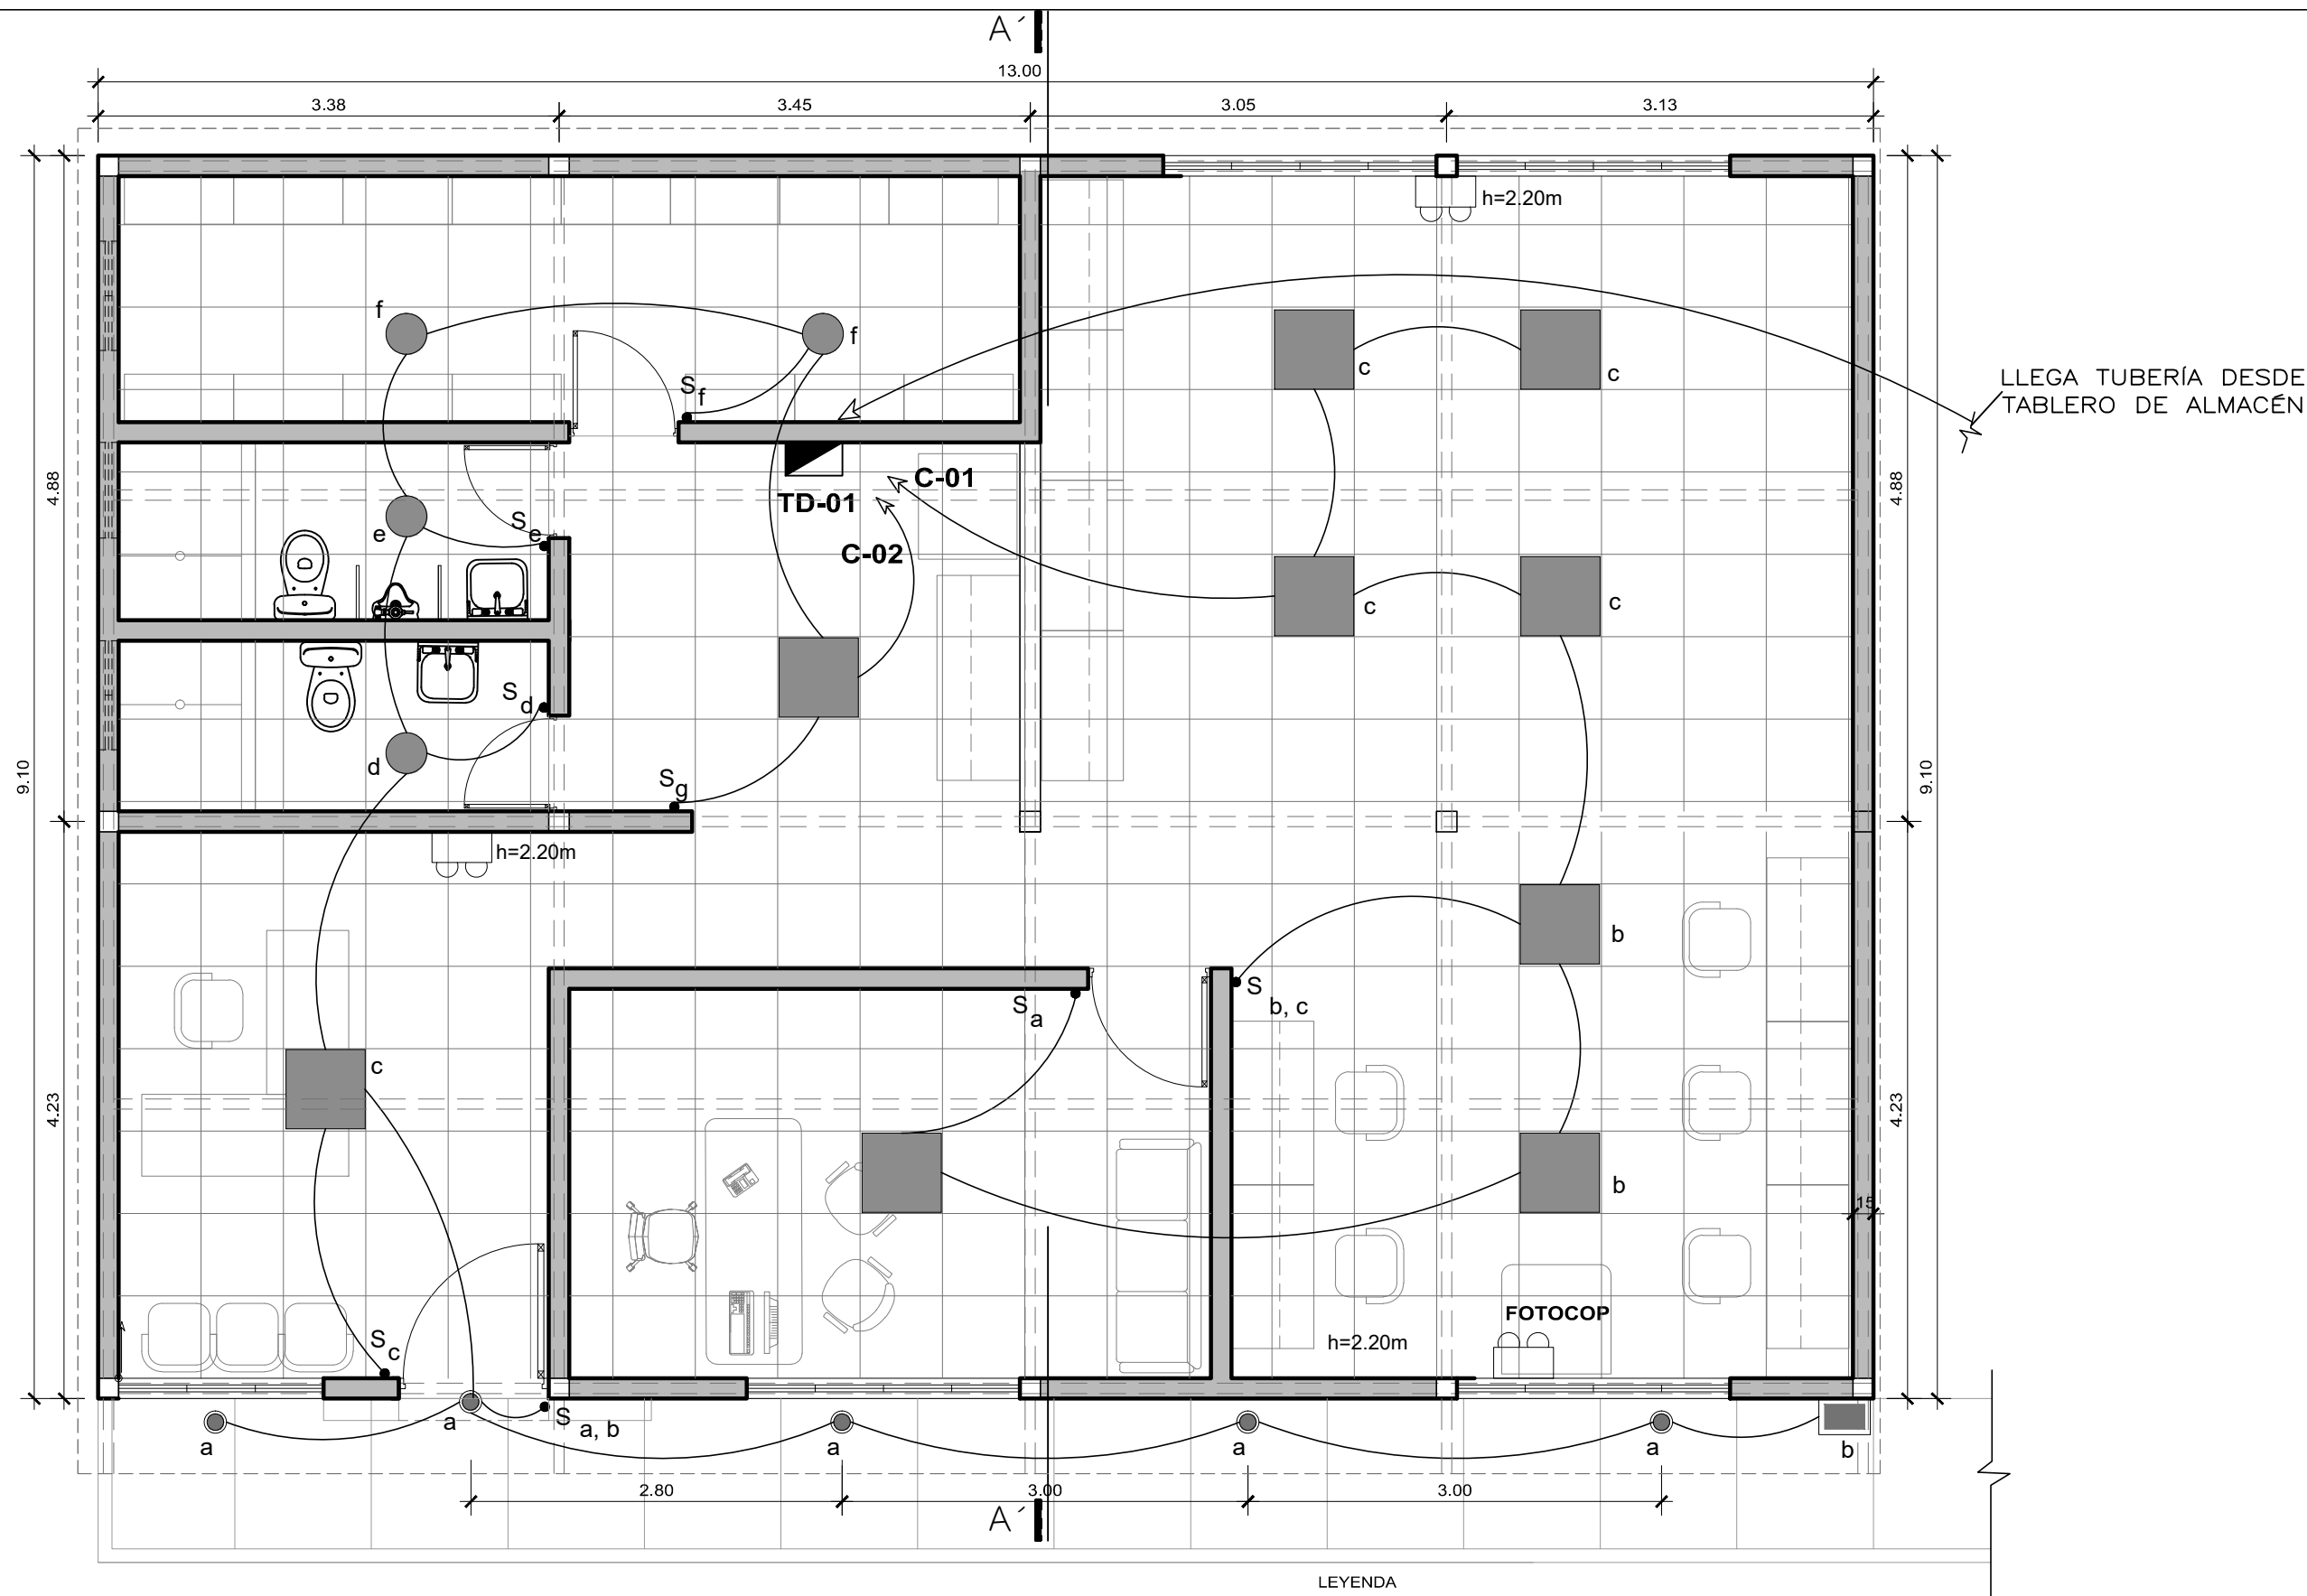 A´
13.00
3.38
3.45
3.05
3.13
h=2.20m
f
f
c
c
LLEGA TUBERÍA DESDE
TABLERO DE ALMACÉN
S
f
4.88
4.88
C-01
TD-01
S
e
e
C-02
c
c
S
d
d
S
g
9.10
9.10
h=2.20m
b
S
b, c
S
a
c
4.23
4.23
b
15
FOTOCOP
h=2.20m
S
c
a
a
S
a, b
a
a
a
b
2.80
3.00
3.00
A´
LEYENDA